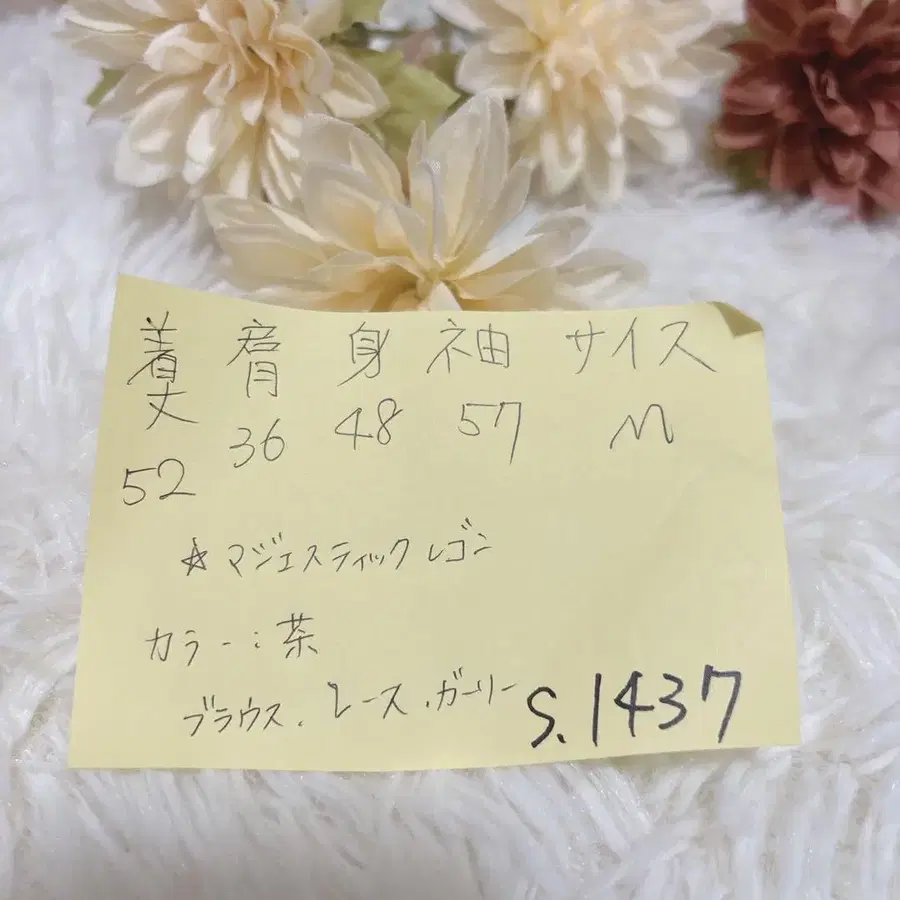 着丈 肩 身 袖 サイズ
52 36 48 57 M
☆マジェスティックレゴン
カラー:茶
ブラウス、レース、ガーリー
S.1437